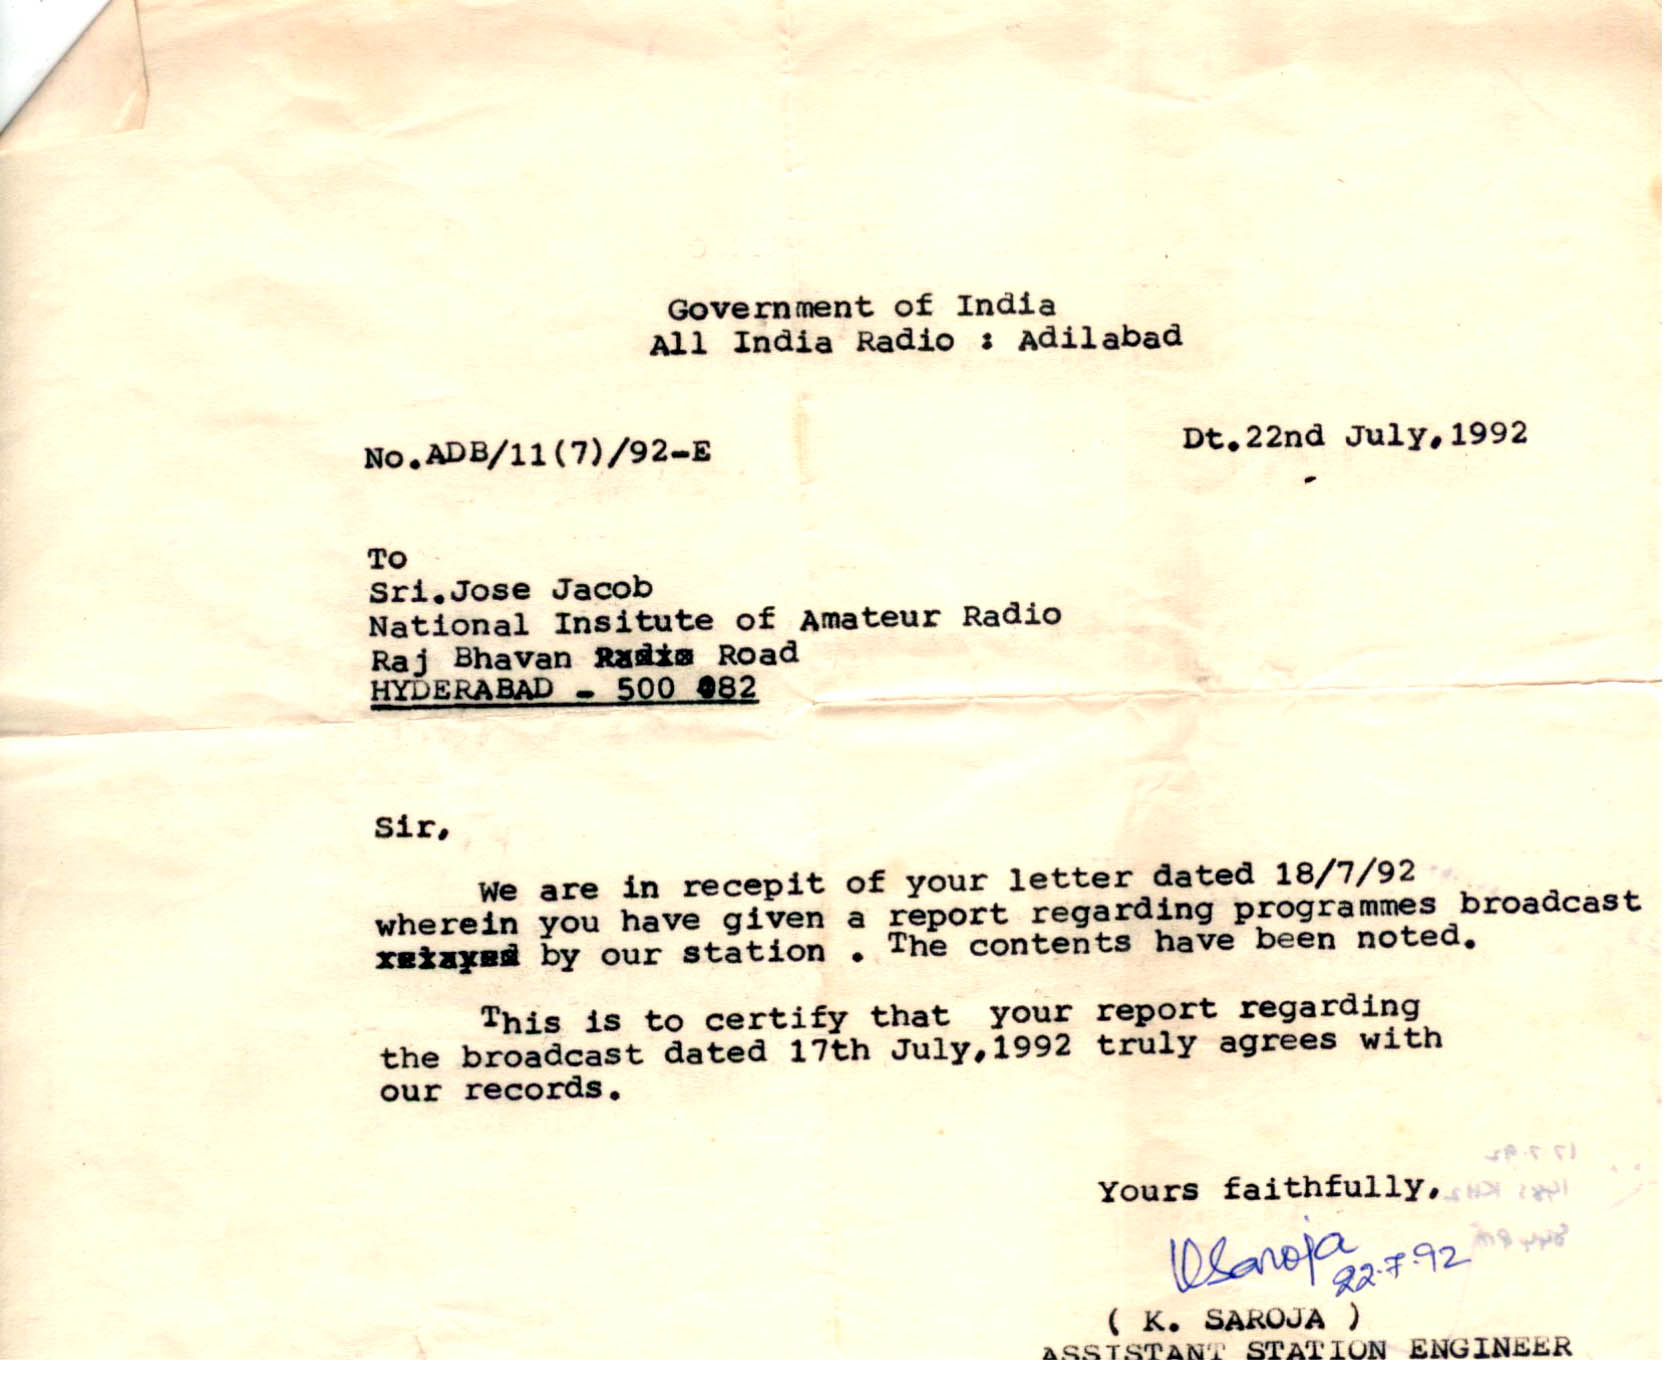 Government of India
All India Radio : Adilabad
No.ADB/11(7)/92-E
Dt.22nd July,1992
To
Sri.Jose Jacob
National Insitute of Amateur Radio
Raj Bhavan Radio Road
HYDERABAD - 500 082
Sir,
We are in recepit of your letter dated 18/7/92
wherein you have given a report regarding programmes broadcast
relayed by our station . The contents have been noted.
This is to certify that your report regarding
the broadcast dated 17th July,1992 truly agrees with
our records.
Yours faithfully,
KSaroja
22.7.92
( K. SAROJA )
ASSISTANT STATION ENGINEER